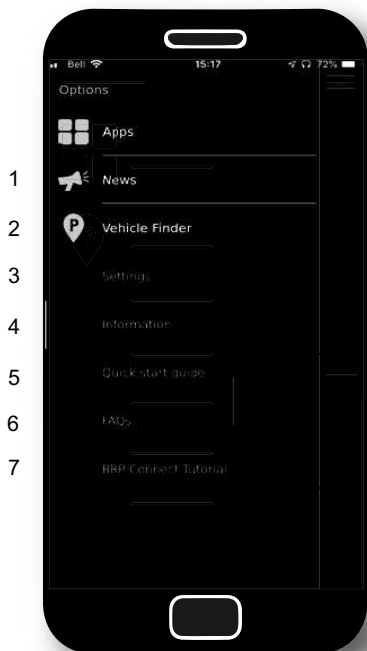 Bell 15:17 72%
Options
Apps
1 News
2 P Vehicle Finder
3 Settings
4 Information
5 Quick start guide
6 FAQs
7 BRP Connect Tutorial